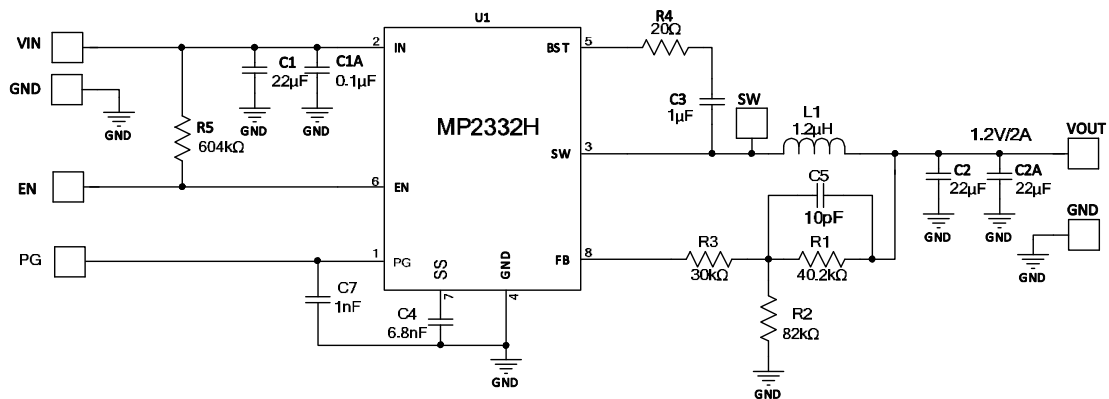 U1
MP2332H
VIN
GND
GND
R5
604kΩ
C1
22µF
GND
C1A
0.1µF
GND
2
IN
EN
6
EN
PG
1
PG
C7
1nF
SS
7
C4
6.8nF
GND
4
GND
BST
5
R4
20Ω
C3
1µF
SW
SW
3
L1
1.2µH
1.2V/2A
VOUT
C2
22µF
GND
C2A
22µF
GND
GND
GND
C5
10pF
FB
8
R3
30kΩ
R1
40.2kΩ
R2
82kΩ
GND